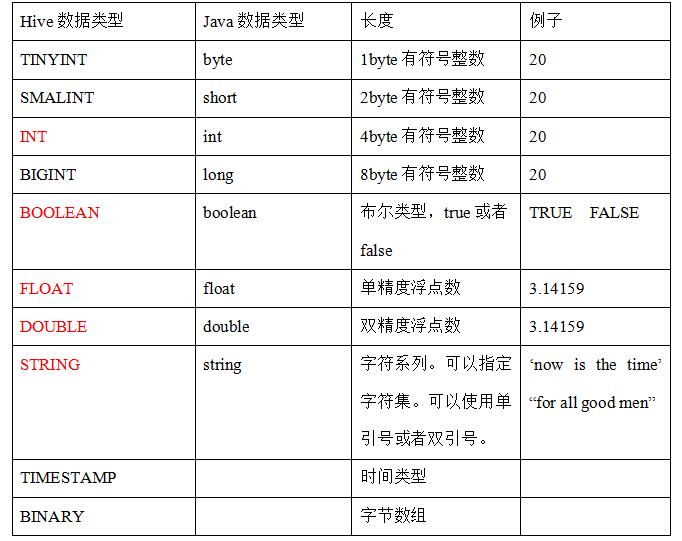 Hive 数据类型 Java 数据类型 长度 例子
TINYINT byte 1byte 有符号整数 20
SMALINT short 2byte 有符号整数 20
INT int 4byte 有符号整数 20
BIGINT long 8byte 有符号整数 20
BOOLEAN boolean 布尔类型，true 或者 TRUE FALSE
false
FLOAT float 单精度浮点数 3.14159
DOUBLE double 双精度浮点数 3.14159
STRING string 字符系列。可以指定 ‘now is the time’
字符集。可以使用单 “for all good men”
引号或者双引号。
TIMESTAMP 时间类型
BINARY 字节数组